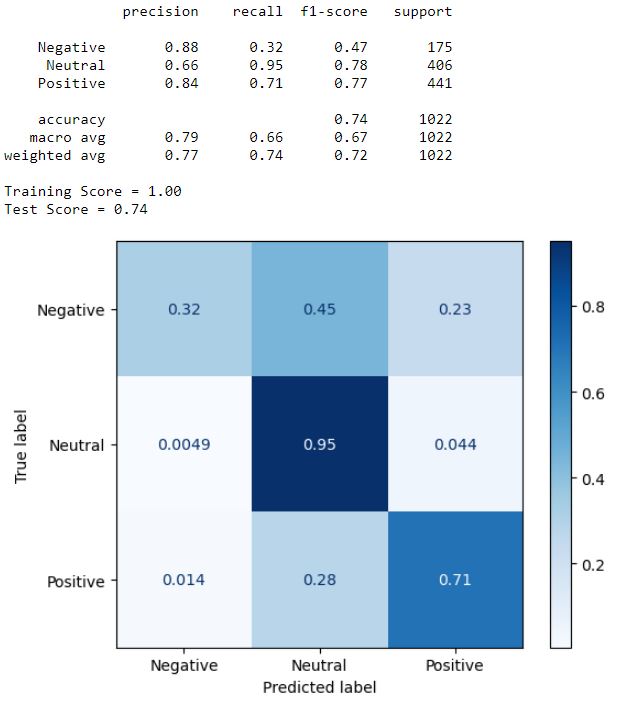 precision recall f1-score support
Negative 0.88 0.32 0.47 175
Neutral 0.66 0.95 0.78 406
Positive 0.84 0.71 0.77 441
accuracy 0.74 1022
macro avg 0.79 0.66 0.67 1022
weighted avg 0.77 0.74 0.72 1022
Training Score = 1.00
Test Score = 0.74
Negative 0.32 0.45 0.23
Neutral 0.0049 0.95 0.044
Positive 0.014 0.28 0.71
Negative Neutral Positive
Predicted label
True label
0.8
0.6
0.4
0.2